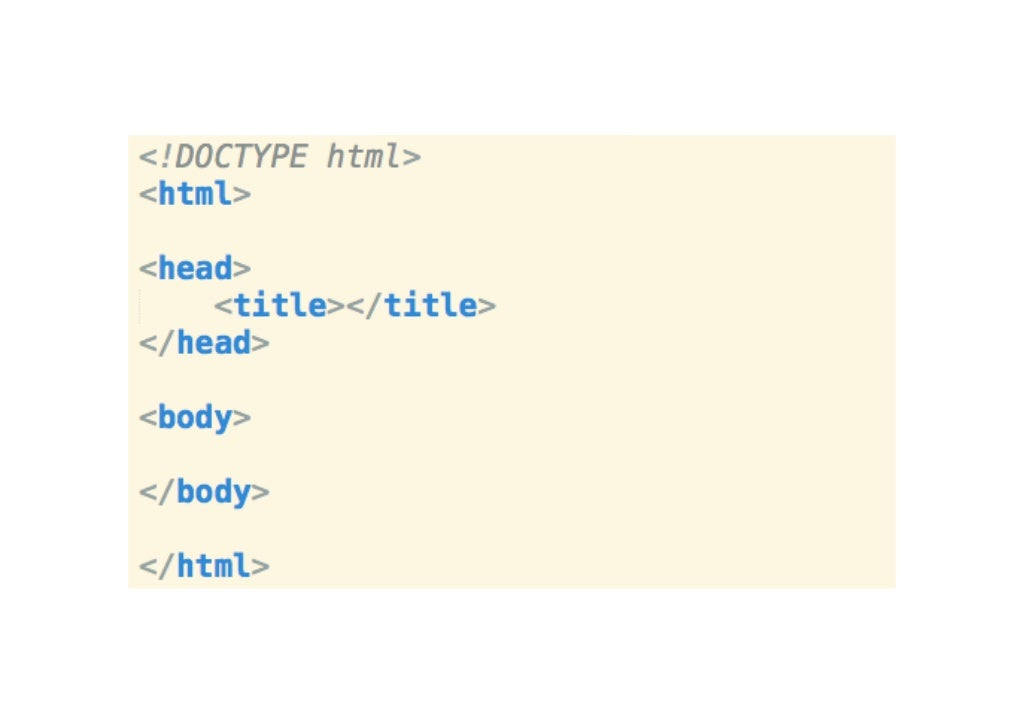 <!DOCTYPE html>
<html>
<head>
<title></title>
</head>
<body>
</body>
</html>